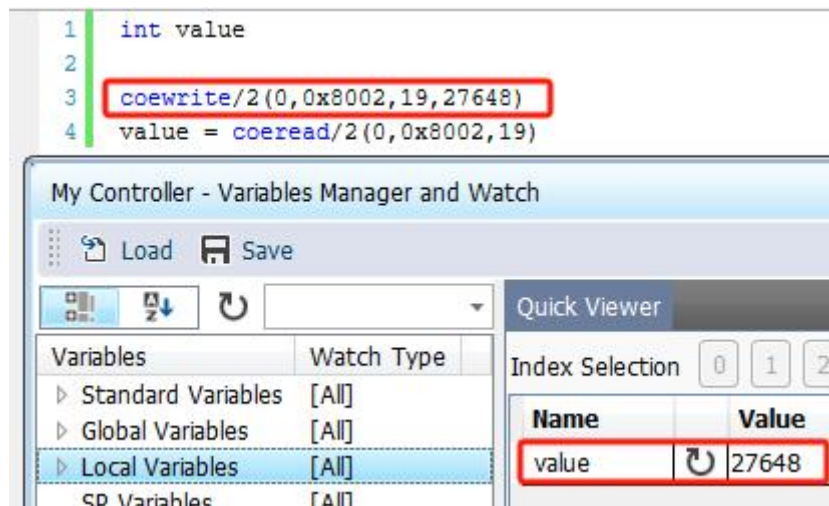 1 int value
2
3 coewrite/2(0,0x8002,19,27648)
4 value = coeread/2(0,0x8002,19)
My Controller - Variables Manager and Watch
Load Save
Quick Viewer
Variables Watch Type
Index Selection 0 1 2
Standard Variables [All]
Name Value
Global Variables [All]
Local Variables [All]
value 27648
SP Variables [All]